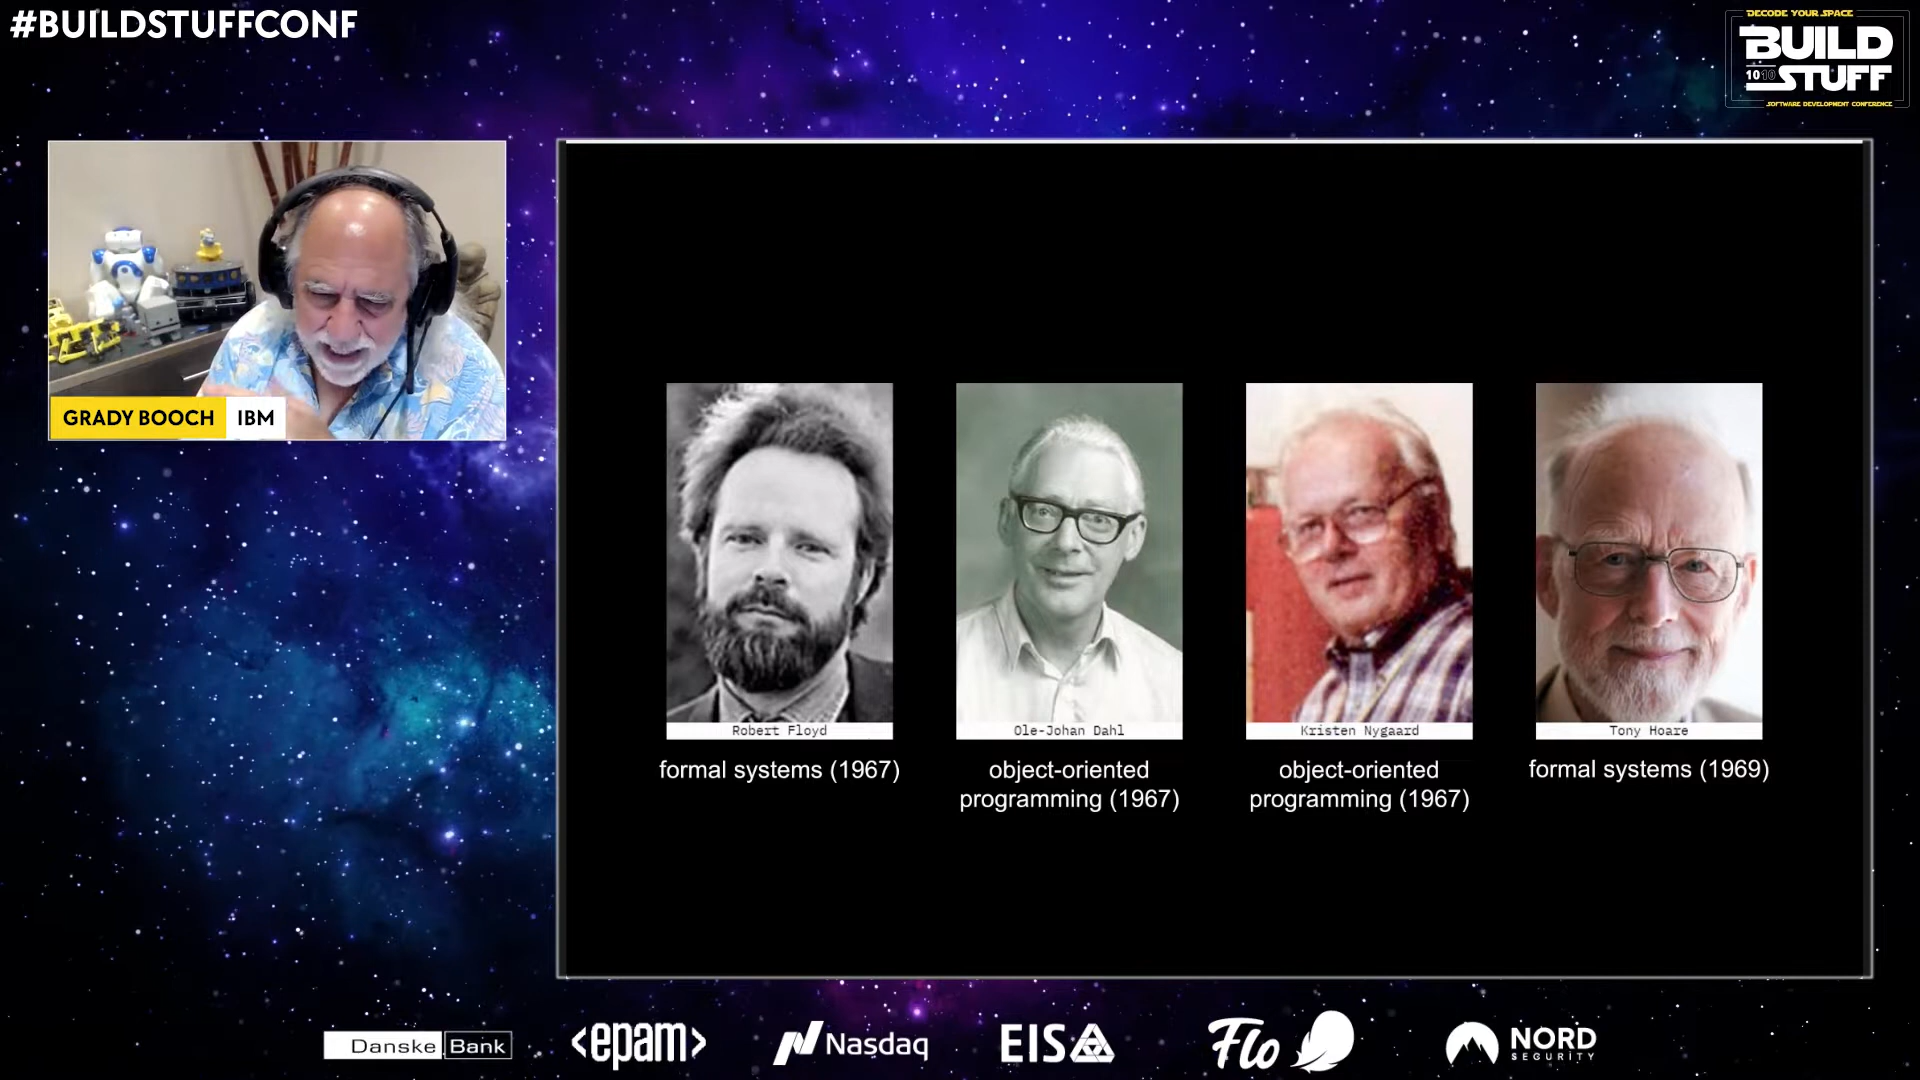 #BUILDSTUFFCONF
DECODE YOUR SPACE
BUILD
1010 STUFF
SOFTWARE DEVELOPMENT CONFERENCE
GRADY BOOCH IBM
Robert Floyd
formal systems (1967)
Ole-Johan Dahl
object-oriented
programming (1967)
Kristen Nygaard
object-oriented
programming (1967)
Tony Hoare
formal systems (1969)
Danske Bank
<epam>
Nasdaq
EIS
Flo
NORD
SECURITY